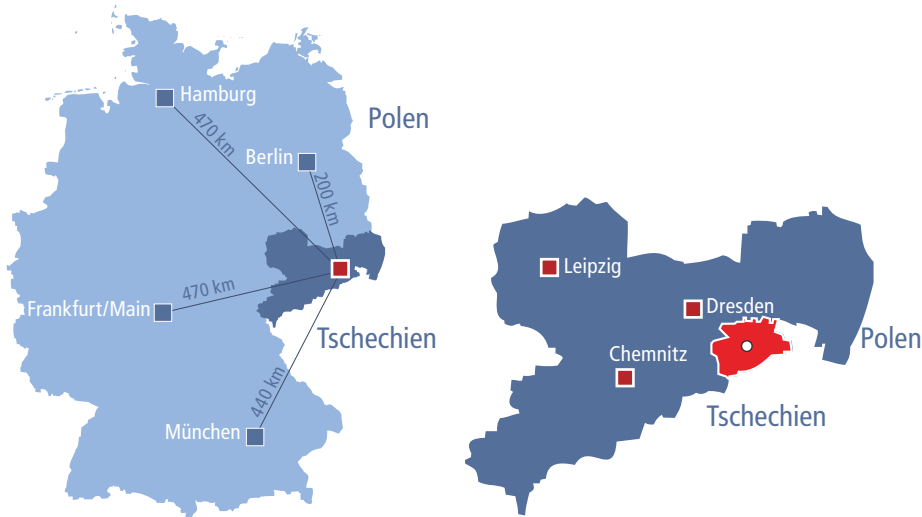 Hamburg
470 km
Polen
Berlin
200 km
470 km
Frankfurt/Main
Tschechien
440 km
München
Leipzig
Dresden
Chemnitz
Polen
Tschechien